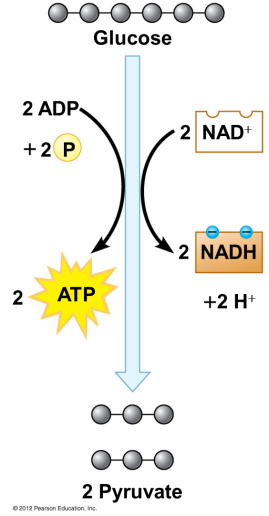 Glucose
2 ADP
+ 2 P
2 NAD⁺
2 NADH
2 ATP
+2 H⁺
2 Pyruvate
© 2012 Pearson Education, Inc.